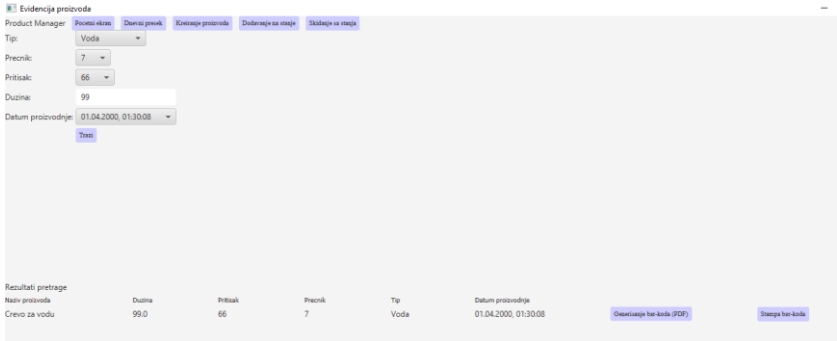 Evidencija proizvoda
Product Manager Pocetni ekran Dnevni presek Kreiranje proizvoda Dodavanje na stanje Skidanje sa stanja
Tip: Voda
Precnik: 7
Pritisak: 66
Duzina: 99
Datum proizvodnje: 01.04.2000, 01:30:08
Trazi
Rezultati pretrage
Naziv proizvoda Duzina Pritisak Precnik Tip Datum proizvodnje
Crevo za vodu 99.0 66 7 Voda 01.04.2000, 01:30:08 Generisanje bar-koda (PDF) Stampa bar-koda